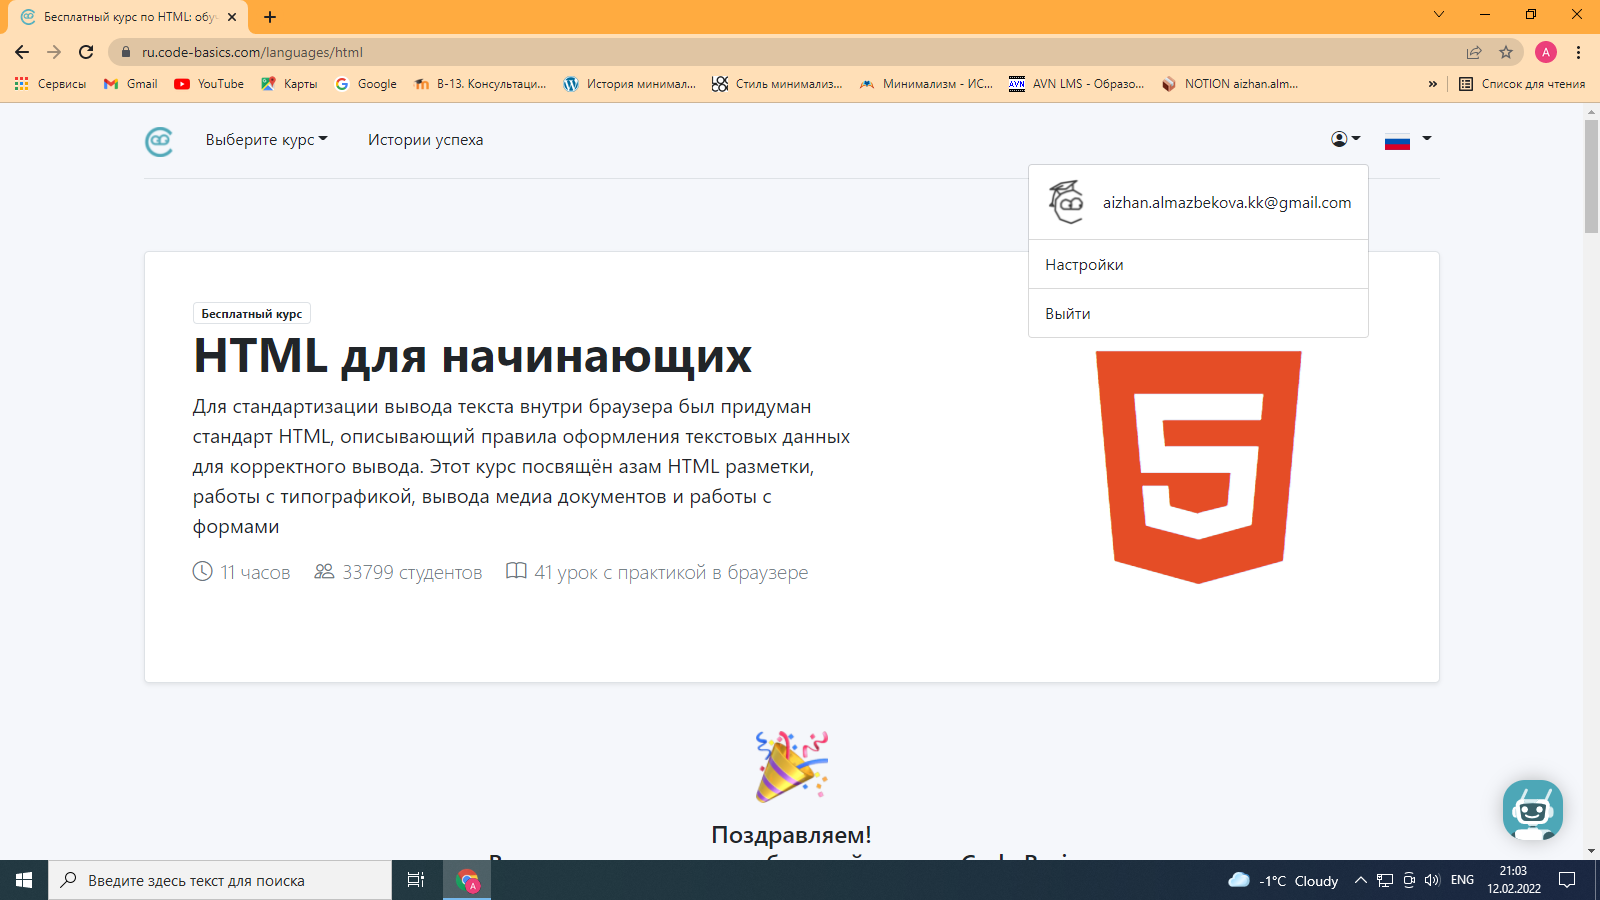 Бесплатный курс по HTML: обу
ru.code-basics.com/languages/html
A
Сервисы
Gmail
YouTube
Карты
Google
В-13. Консультаци...
История минимал...
Стиль минимализ...
Минимализм - ИС...
AVN
AVN LMS - Образо...
NOTION aizhan.alm...
»
Список для чтения
Выберите курс
Истории успеха
aizhan.almazbekova.kk@gmail.com
Настройки
Выйти
Бесплатный курс
HTML для начинающих
Для стандартизации вывода текста внутри браузера был придуман
стандарт HTML, описывающий правила оформления текстовых данных
для корректного вывода. Этот курс посвящён азам HTML разметки,
работы с типографикой, вывода медиа документов и работы с
формами
11 часов
33799 студентов
41 урок с практикой в браузере
5
Поздравляем!
Введите здесь текст для поиска
A
-1°C Cloudy
ENG
21:03
12.02.2022